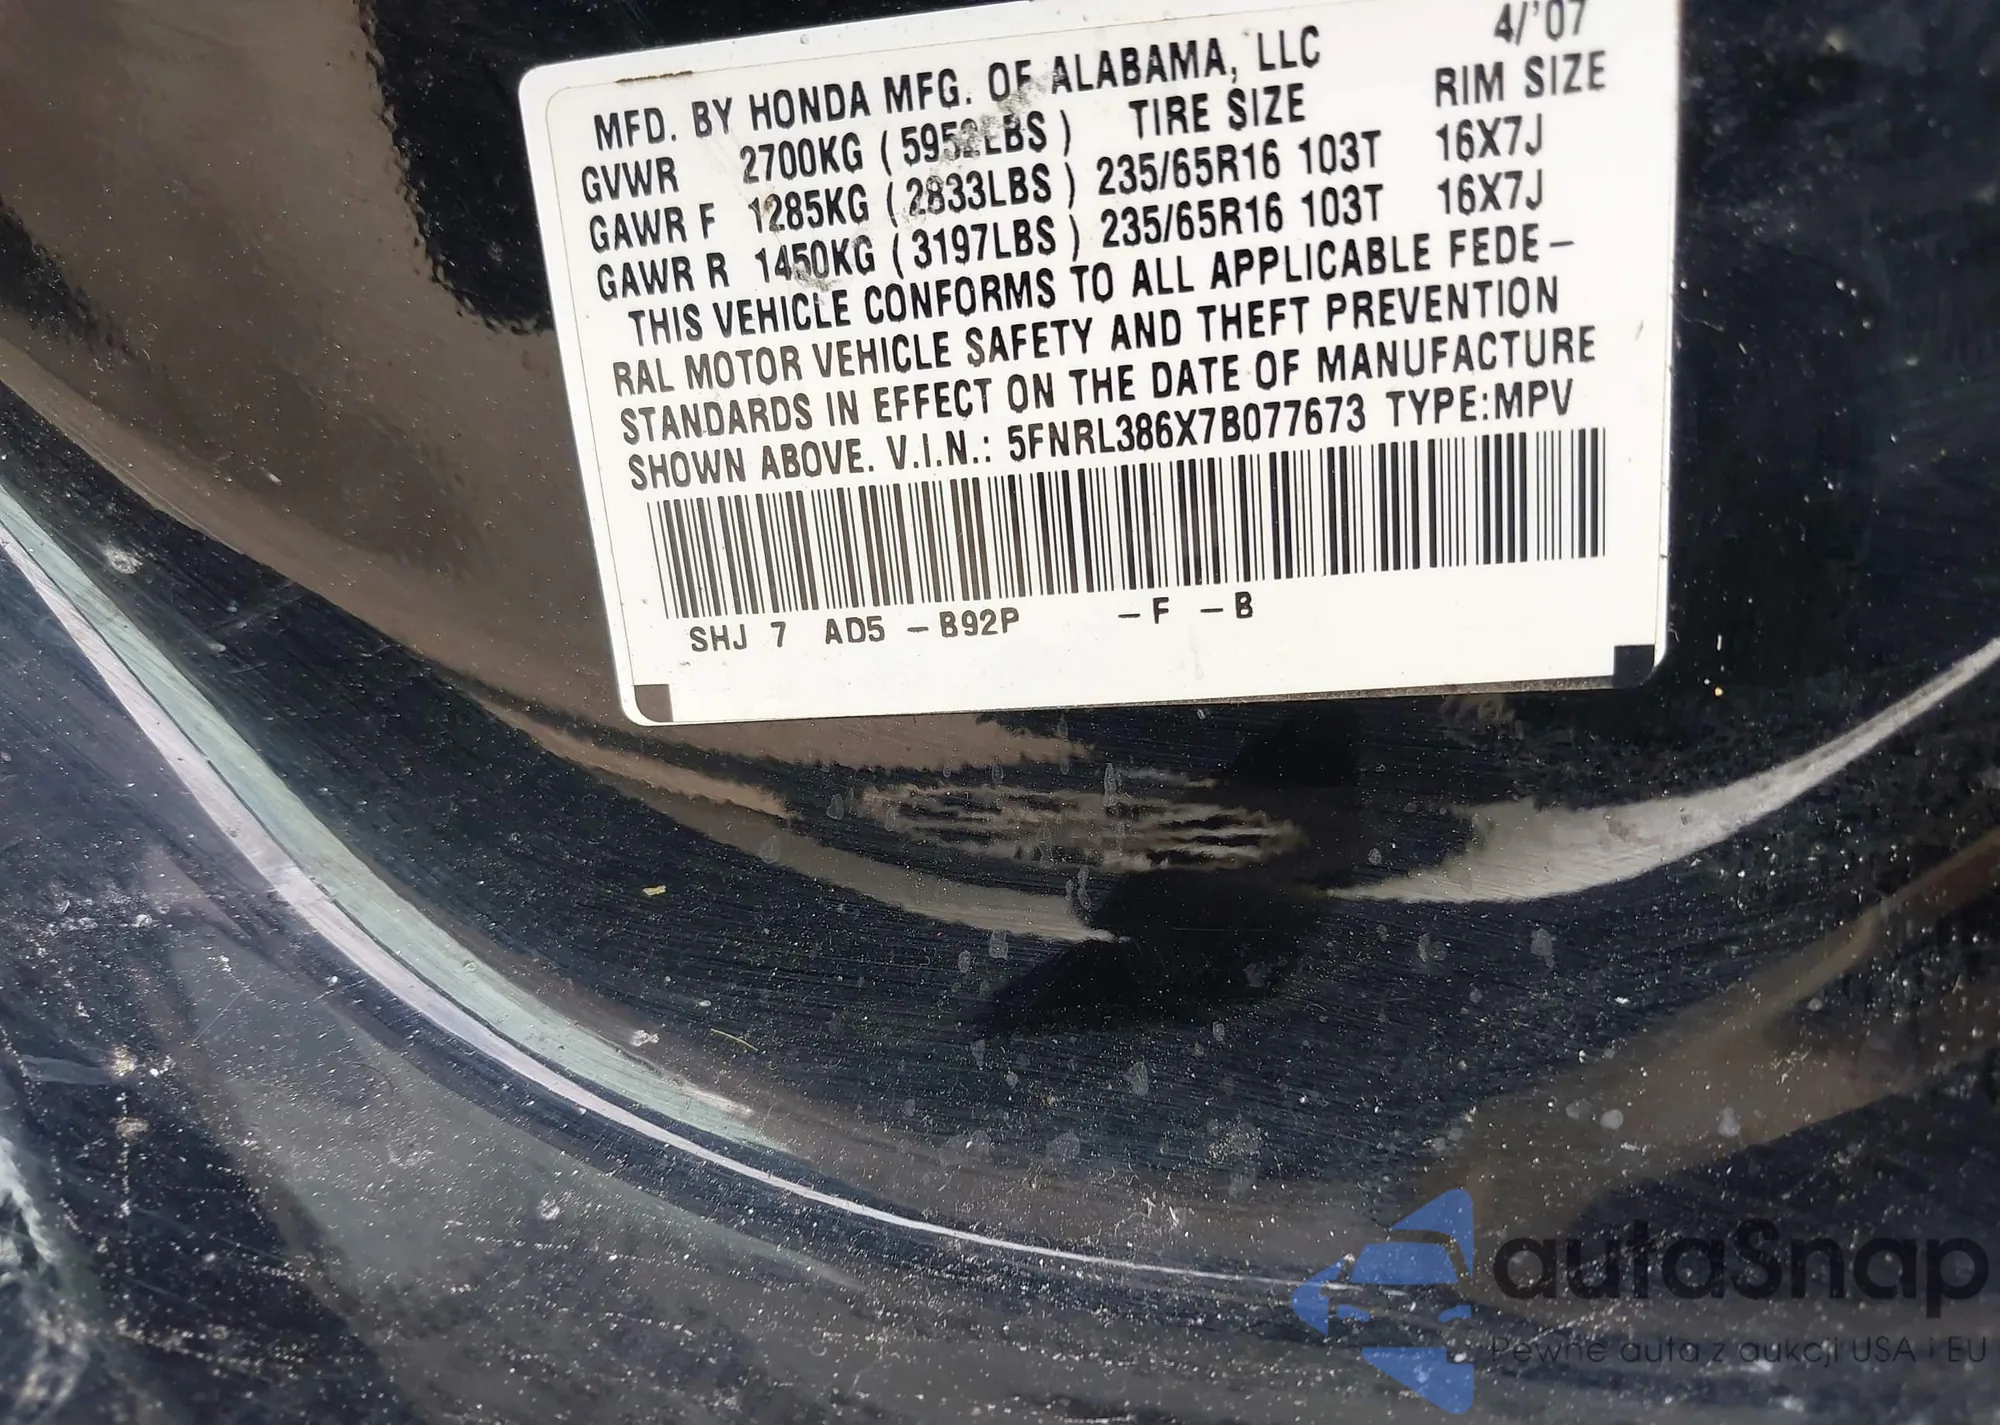 4/'07
MFD. BY HONDA MFG. OF ALABAMA, LLC
GVWR 2700KG (5952LBS) TIRE SIZE RIM SIZE
GAWR F 1285KG (2833LBS) 235/65R16 103T 16X7J
GAWR R 1450KG (3197LBS) 235/65R16 103T 16X7J
THIS VEHICLE CONFORMS TO ALL APPLICABLE FEDE-
RAL MOTOR VEHICLE SAFETY AND THEFT PREVENTION
STANDARDS IN EFFECT ON THE DATE OF MANUFACTURE
SHOWN ABOVE. V.I.N.: 5FNRL386X7B077673 TYPE:MPV
SHJ 7 AD5 -B92P -F -B
autaSnap
Pewne auta z aukcji USA i EU